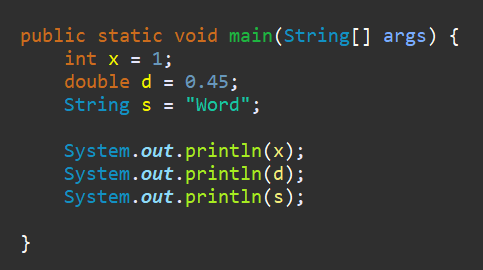 public static void main(String[] args) {
    int x = 1;
    double d = 0.45;
    String s = "Word";
    System.out.println(x);
    System.out.println(d);
    System.out.println(s);
}